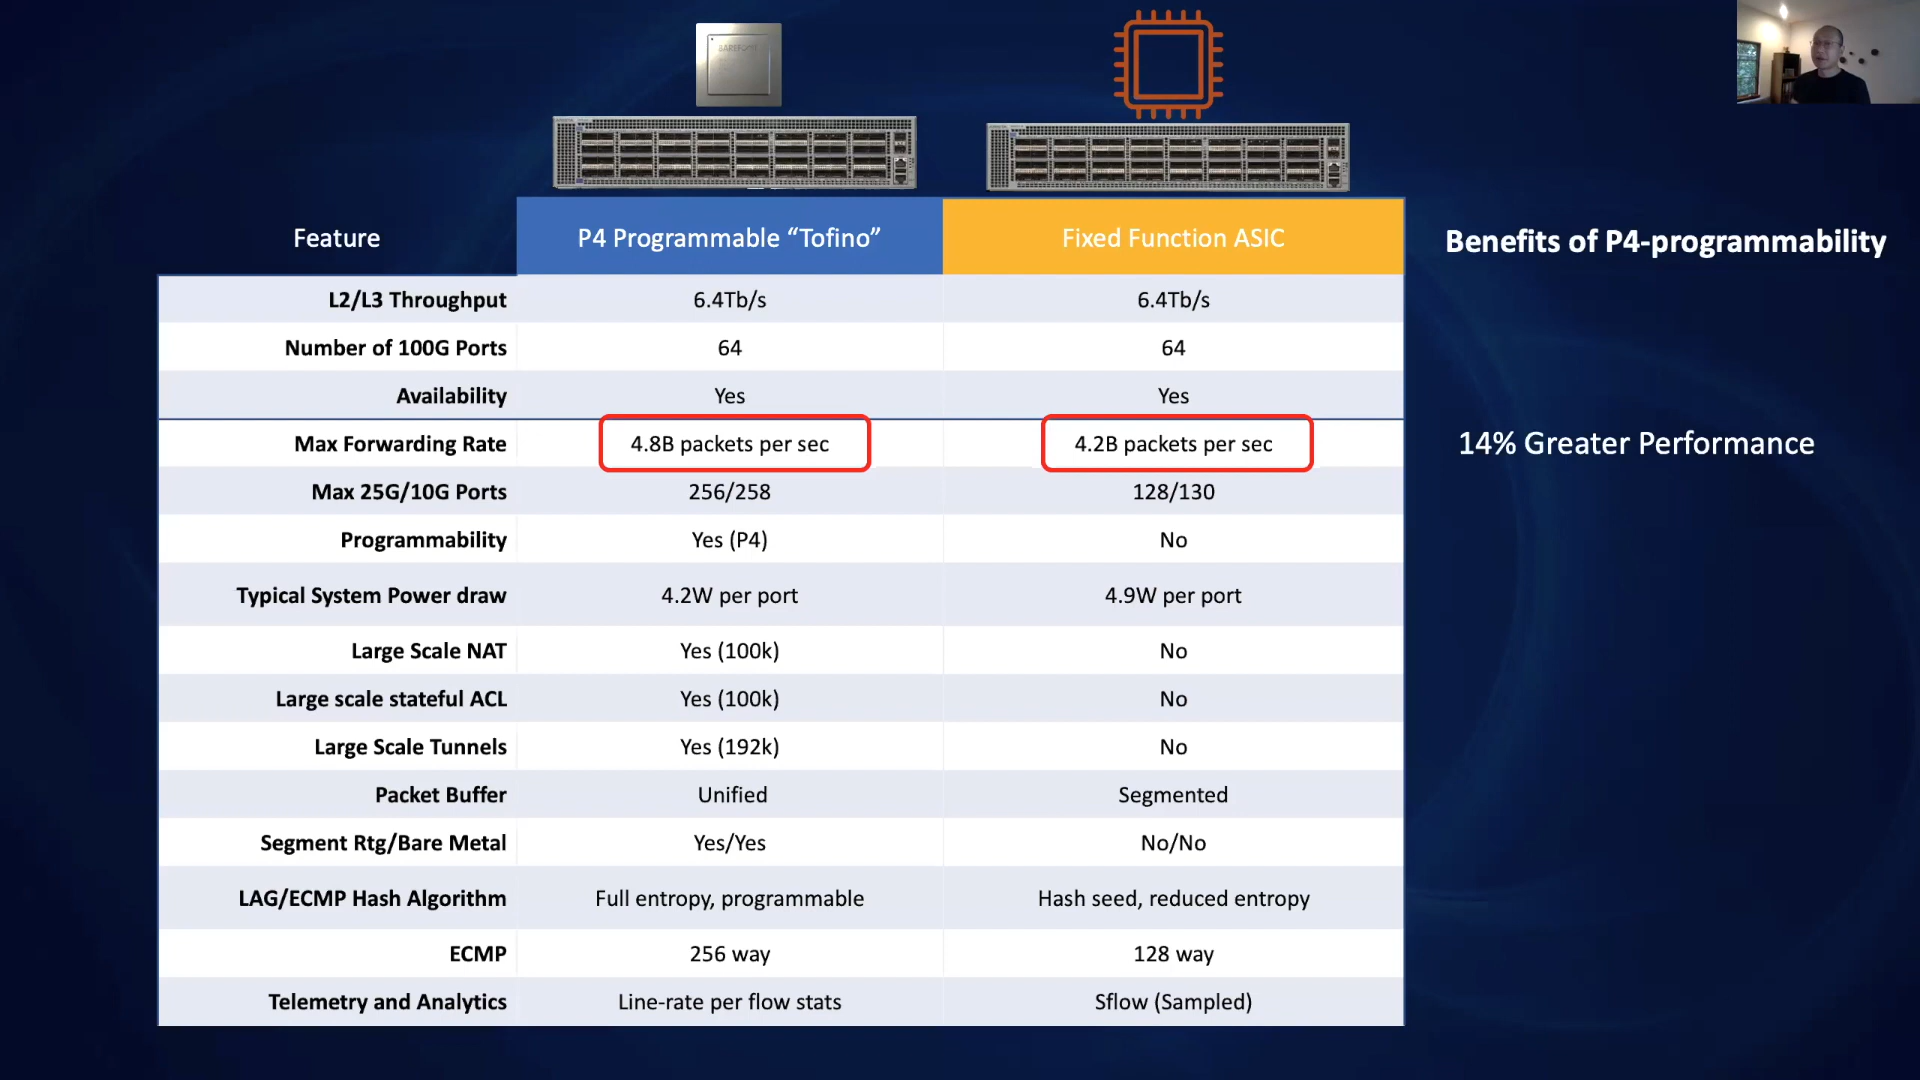 BAREFOOT
Feature
P4 Programmable “Tofino”
Fixed Function ASIC
Benefits of P4-programmability
L2/L3 Throughput
6.4Tb/s
6.4Tb/s
Number of 100G Ports
64
64
Availability
Yes
Yes
Max Forwarding Rate
4.8B packets per sec
4.2B packets per sec
14% Greater Performance
Max 25G/10G Ports
256/258
128/130
Programmability
Yes (P4)
No
Typical System Power draw
4.2W per port
4.9W per port
Large Scale NAT
Yes (100k)
No
Large scale stateful ACL
Yes (100k)
No
Large Scale Tunnels
Yes (192k)
No
Packet Buffer
Unified
Segmented
Segment Rtg/Bare Metal
Yes/Yes
No/No
LAG/ECMP Hash Algorithm
Full entropy, programmable
Hash seed, reduced entropy
ECMP
256 way
128 way
Telemetry and Analytics
Line-rate per flow stats
Sflow (Sampled)